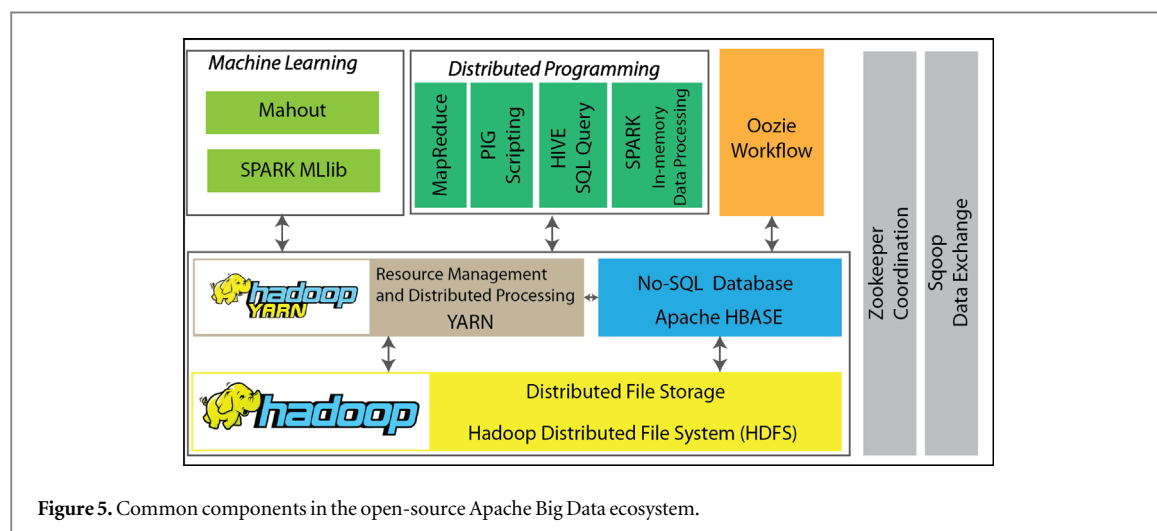 Machine Learning
Mahout
SPARK MLlib
Distributed Programming
MapReduce
PIG
Scripting
HIVE
SQL Query
SPARK
In-memory
Data Processing
Oozie
Workflow
Zookeeper
Coordination
Sqoop
Data Exchange
hadoop
YARN
Resource Management
and Distributed Processing
YARN
No-SQL Database
Apache HBASE
hadoop
Distributed File Storage
Hadoop Distributed File System (HDFS)
Figure 5. Common components in the open-source Apache Big Data ecosystem.